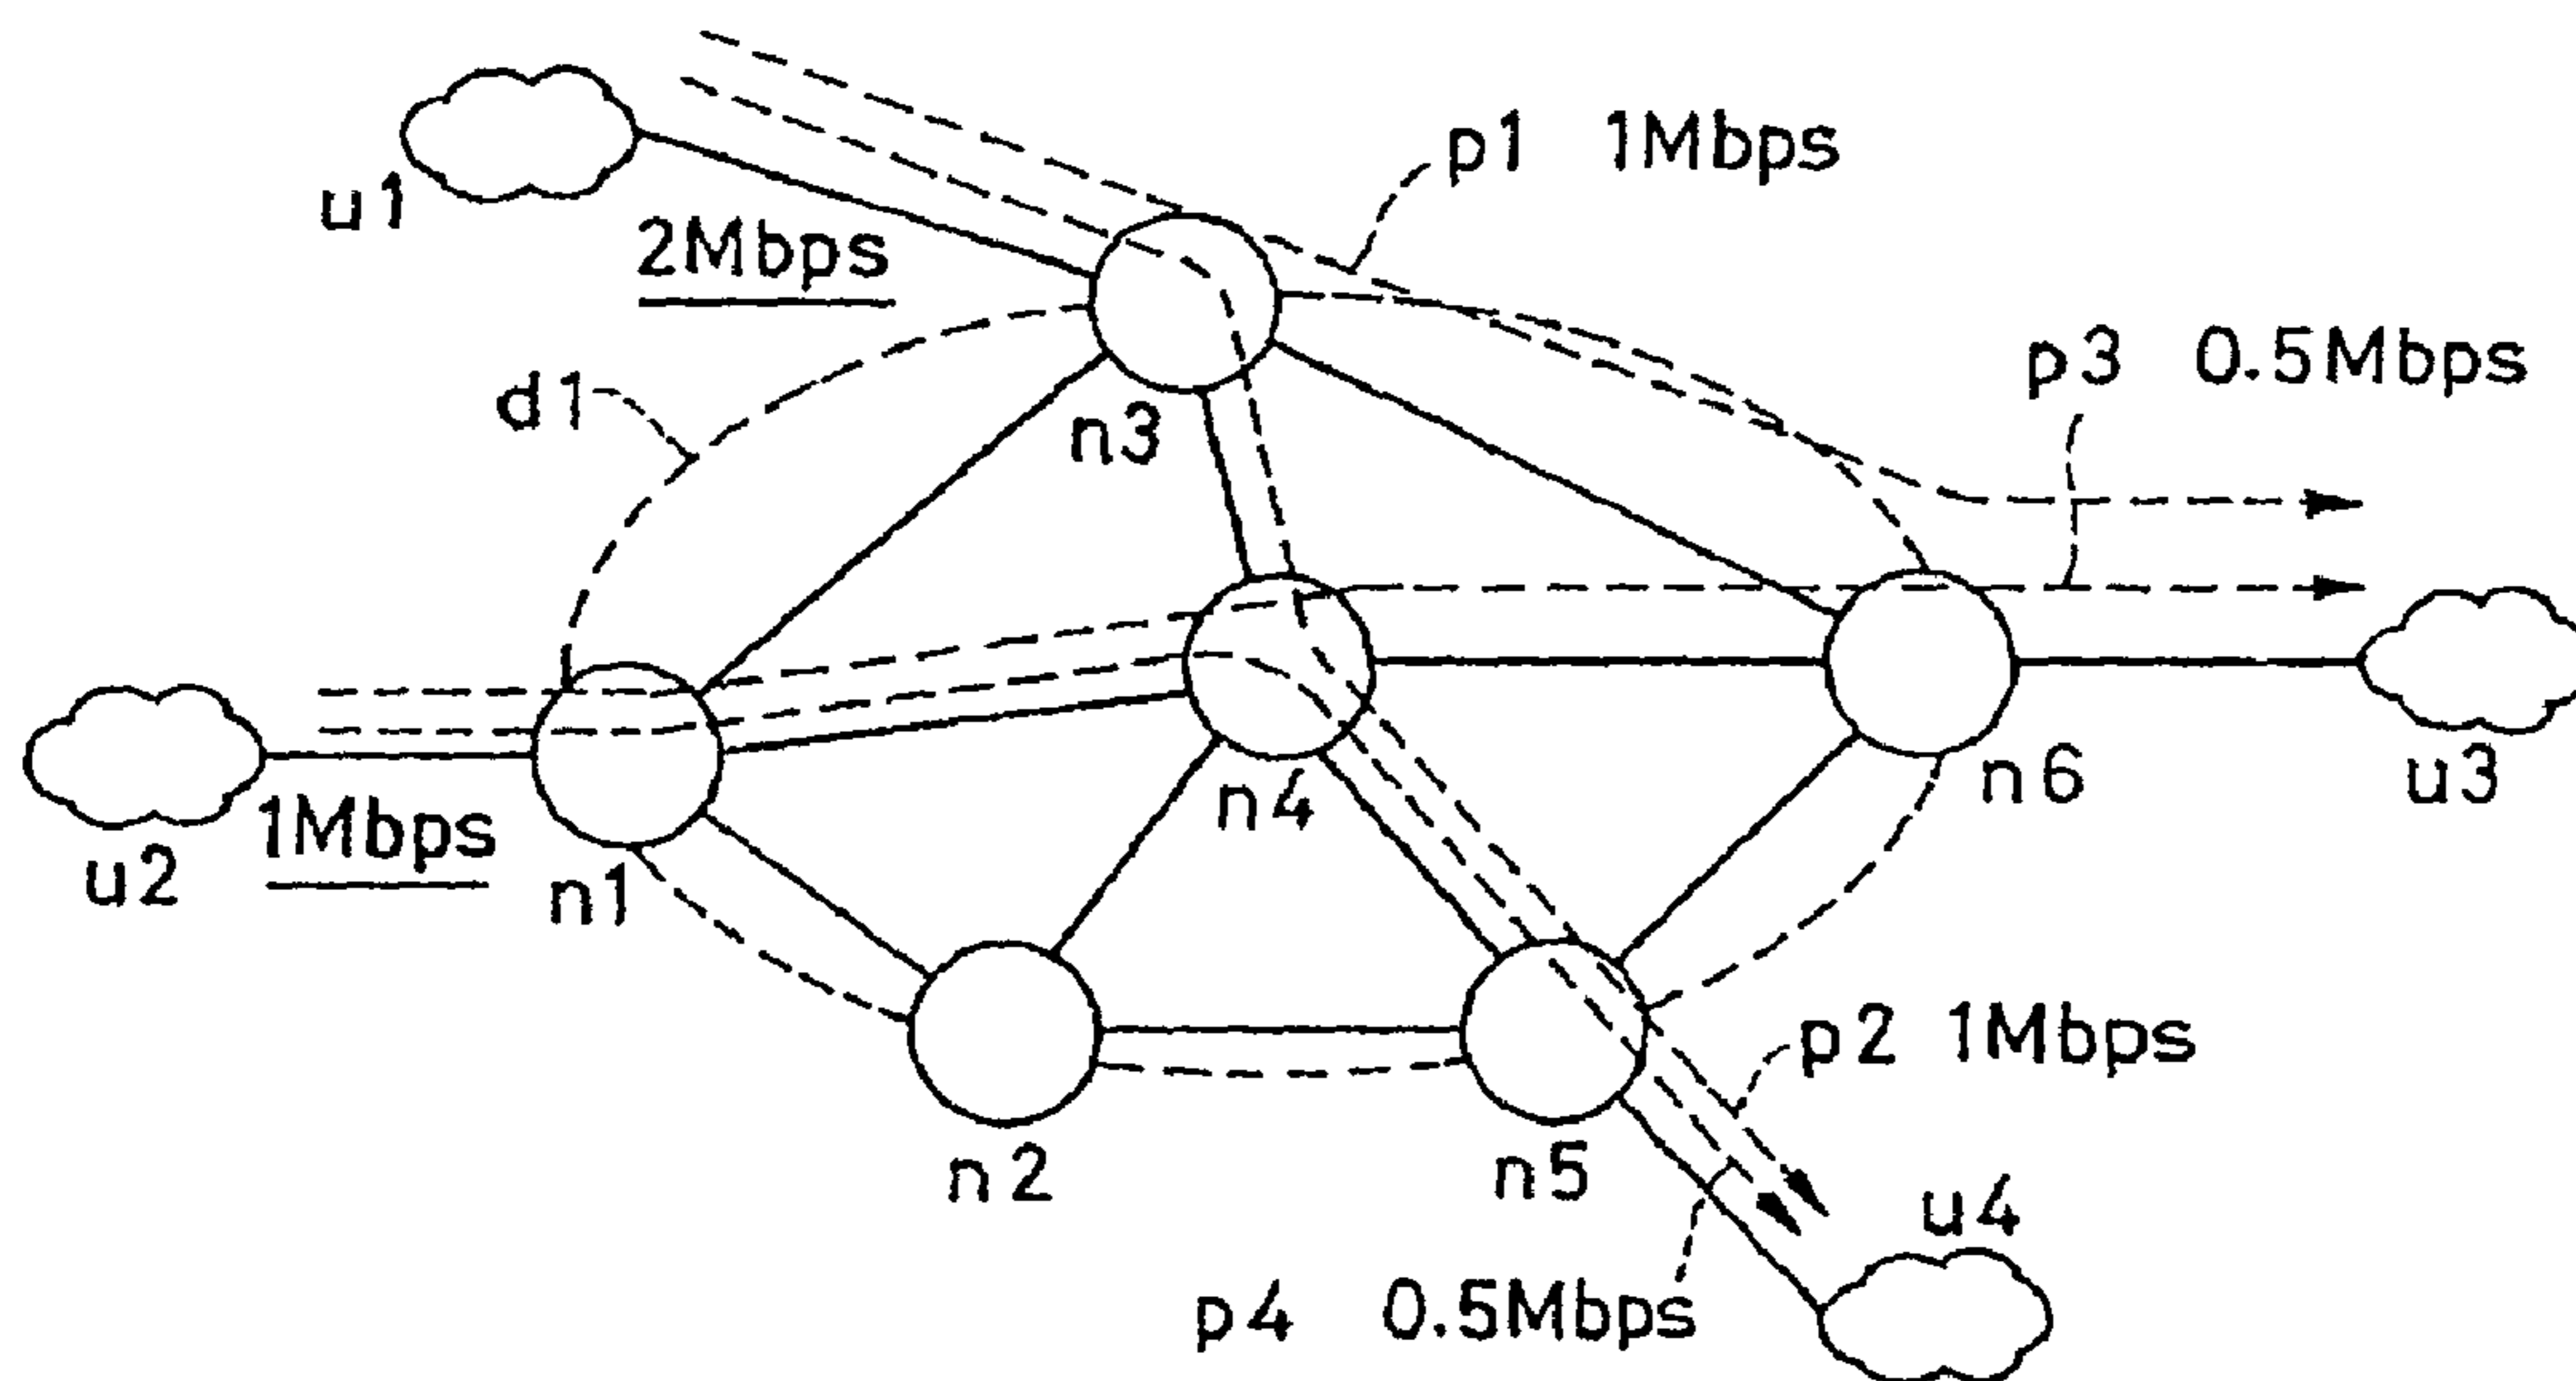 u1
2Mbps
p1 1Mbps
d1
n3
p3 0.5Mbps
u2
1Mbps
n1
n4
n6
u3
n2
n5
p2 1Mbps
u4
p4 0.5Mbps